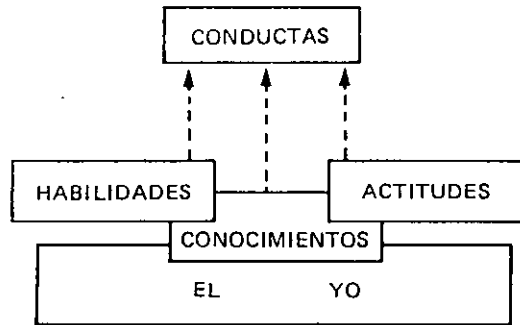 CONDUCTAS
HABILIDADES
ACTITUDES
CONOCIMIENTOS
EL YO